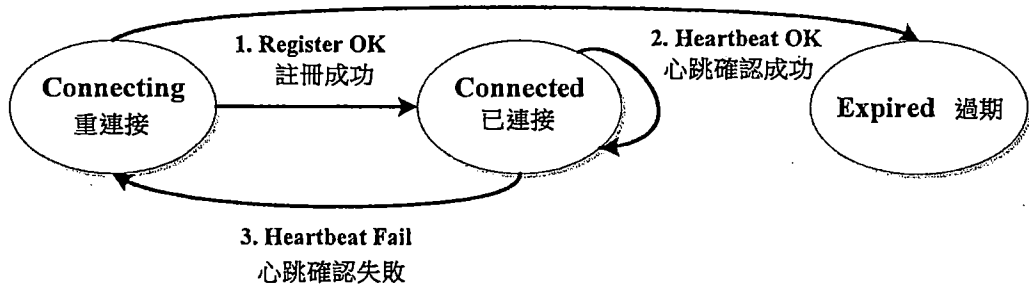 1. Register OK
註冊成功
2. Heartbeat OK
心跳確認成功
Connecting
重連接
Connected
已連接
Expired 過期
3. Heartbeat Fail
心跳確認失敗